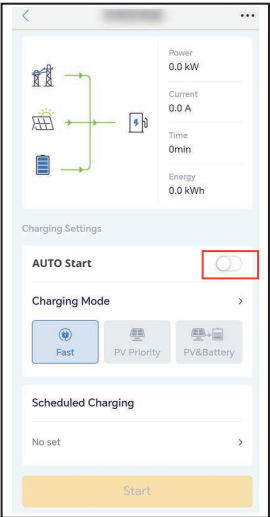 Power
0.0 kW
Current
0.0 A
Time
0min
Energy
0.0 kWh
Charging Settings
AUTO Start
Charging Mode
Fast
PV Priority
PV&Battery
Scheduled Charging
No set
Start